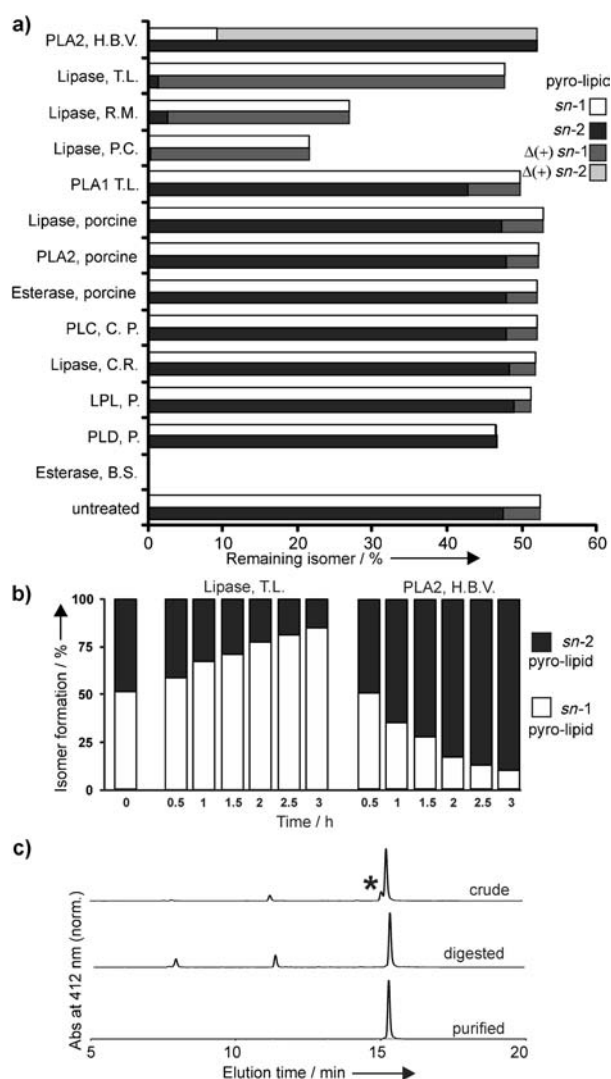 a)
PLA2, H.B.V.
Lipase, T.L.
Lipase, R.M.
Lipase, P.C.
PLA1 T.L.
Lipase, porcine
PLA2, porcine
Esterase, porcine
PLC, C. P.
Lipase, C.R.
LPL, P.
PLD, P.
Esterase, B.S.
untreated
pyro-lipic
sn-1
sn-2
Δ(+) sn-1
Δ(+) sn-2
0 10 20 30 40 50 60
Remaining isomer / %
b)
Lipase, T.L. PLA2, H.B.V.
Isomer formation / %
100
75
50
25
0
0 0.5 1 1.5 2 2.5 3 0.5 1 1.5 2 2.5 3
Time / h
sn-2
pyro-lipid
sn-1
pyro-lipid
c)
Abs at 412 nm (norm.)
*
crude
digested
purified
5 10 15 20
Elution time / min